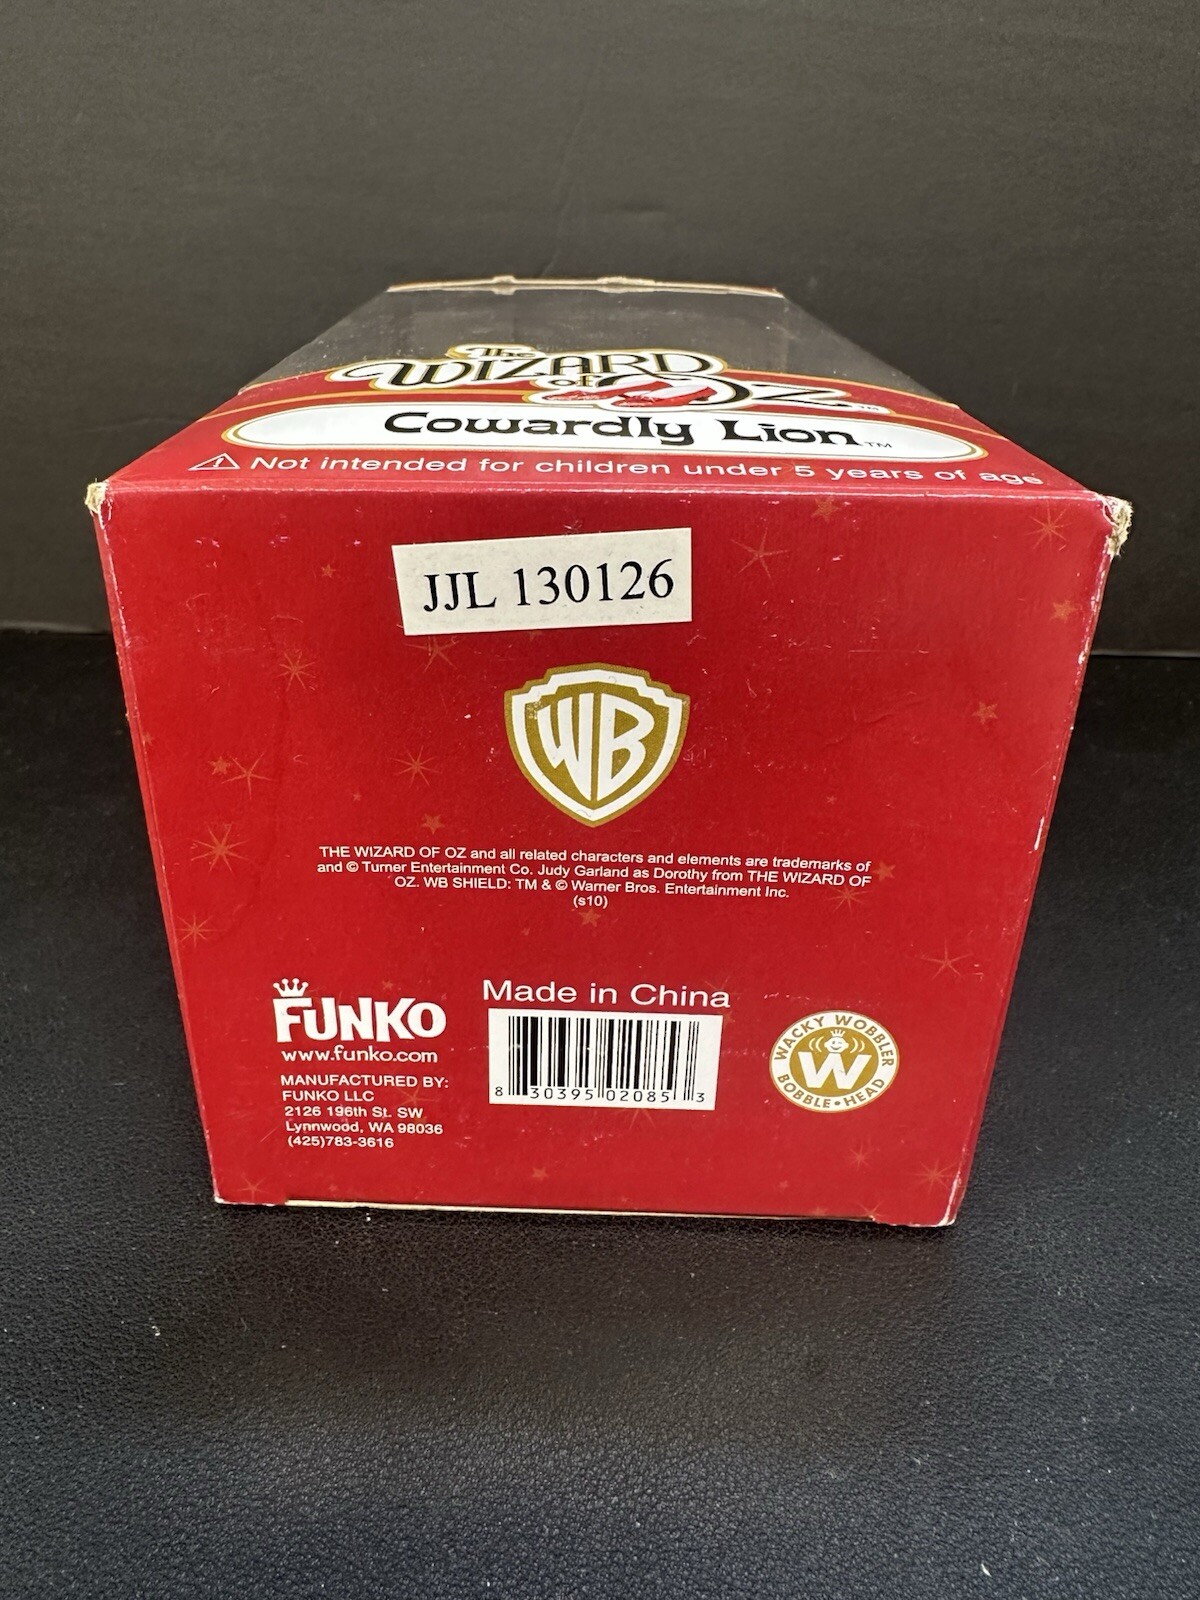 The
WIZARD
of OZ™
Cowardly Lion™
⚠ Not intended for children under 5 years of age
JJL 130126
WB
THE WIZARD OF OZ and all related characters and elements are trademarks of
and © Turner Entertainment Co. Judy Garland as Dorothy from THE WIZARD OF
OZ. WB SHIELD: TM & © Warner Bros. Entertainment Inc.
(s10)
FUNKO
www.funko.com
MANUFACTURED BY:
FUNKO LLC
2126 196th St. SW
Lynnwood, WA 98036
(425)783-3616
Made in China
8 30395 02085 3
WACKY WOBBLER
W
BOBBLE•HEAD